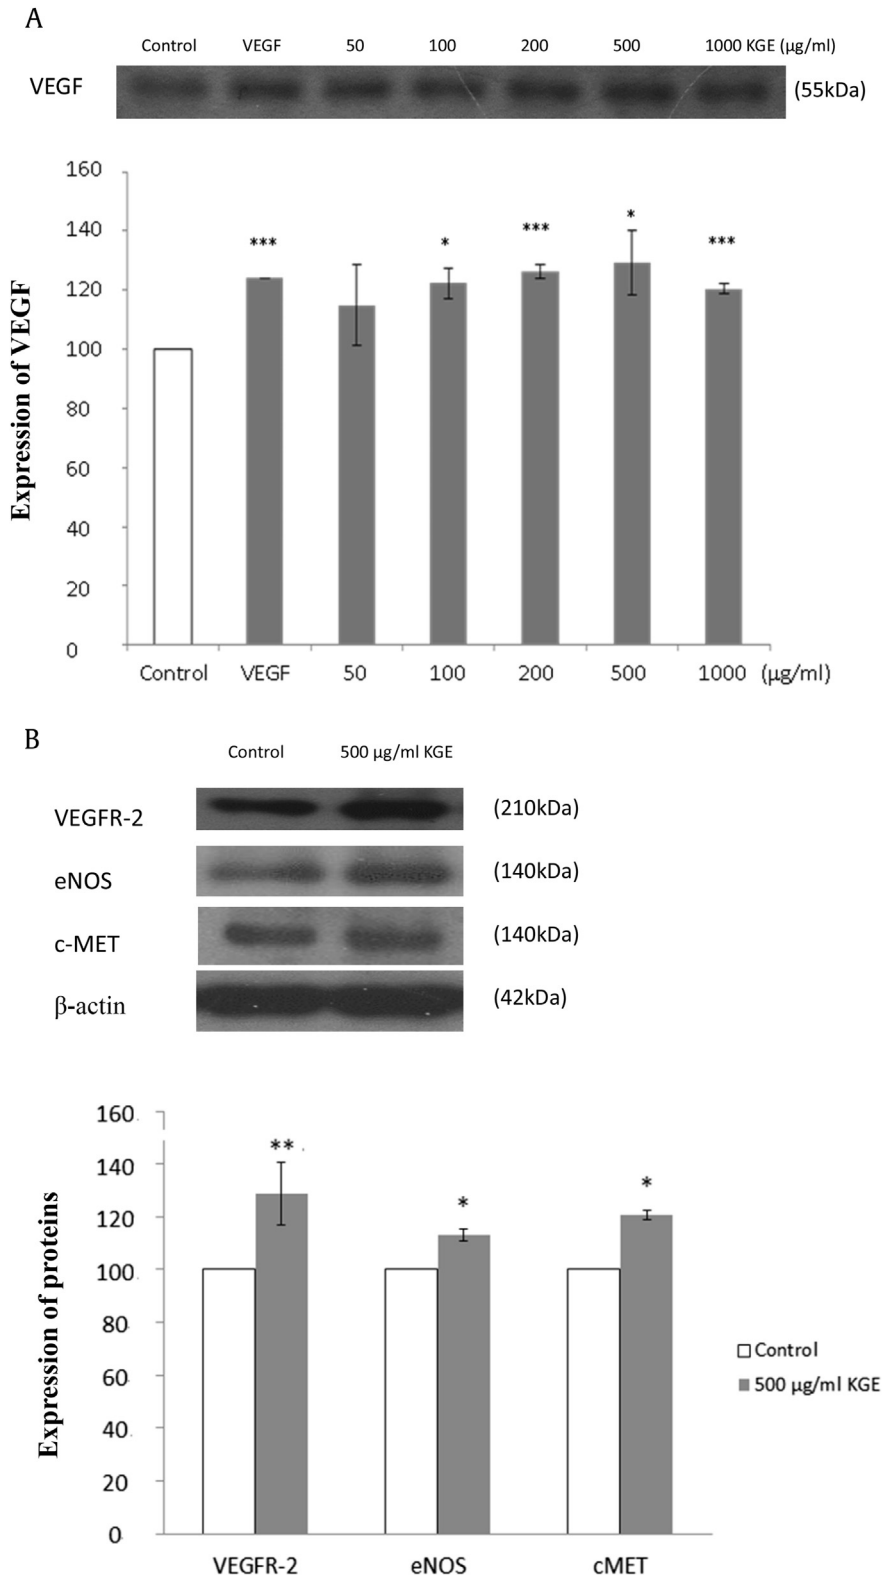 A
Control VEGF 50 100 200 500 1000 KGE (μg/ml)
VEGF (55kDa)
Expression of VEGF
160
140
120
100
80
60
40
20
0
*** * *** * ***
Control VEGF 50 100 200 500 1000 (μg/ml)
B
Control 500 μg/ml KGE
VEGFR-2 (210kDa)
eNOS (140kDa)
c-MET (140kDa)
β-actin (42kDa)
Expression of proteins
160
140
120
100
80
60
40
20
0
** * *
Control
500 μg/ml KGE
VEGFR-2 eNOS cMET